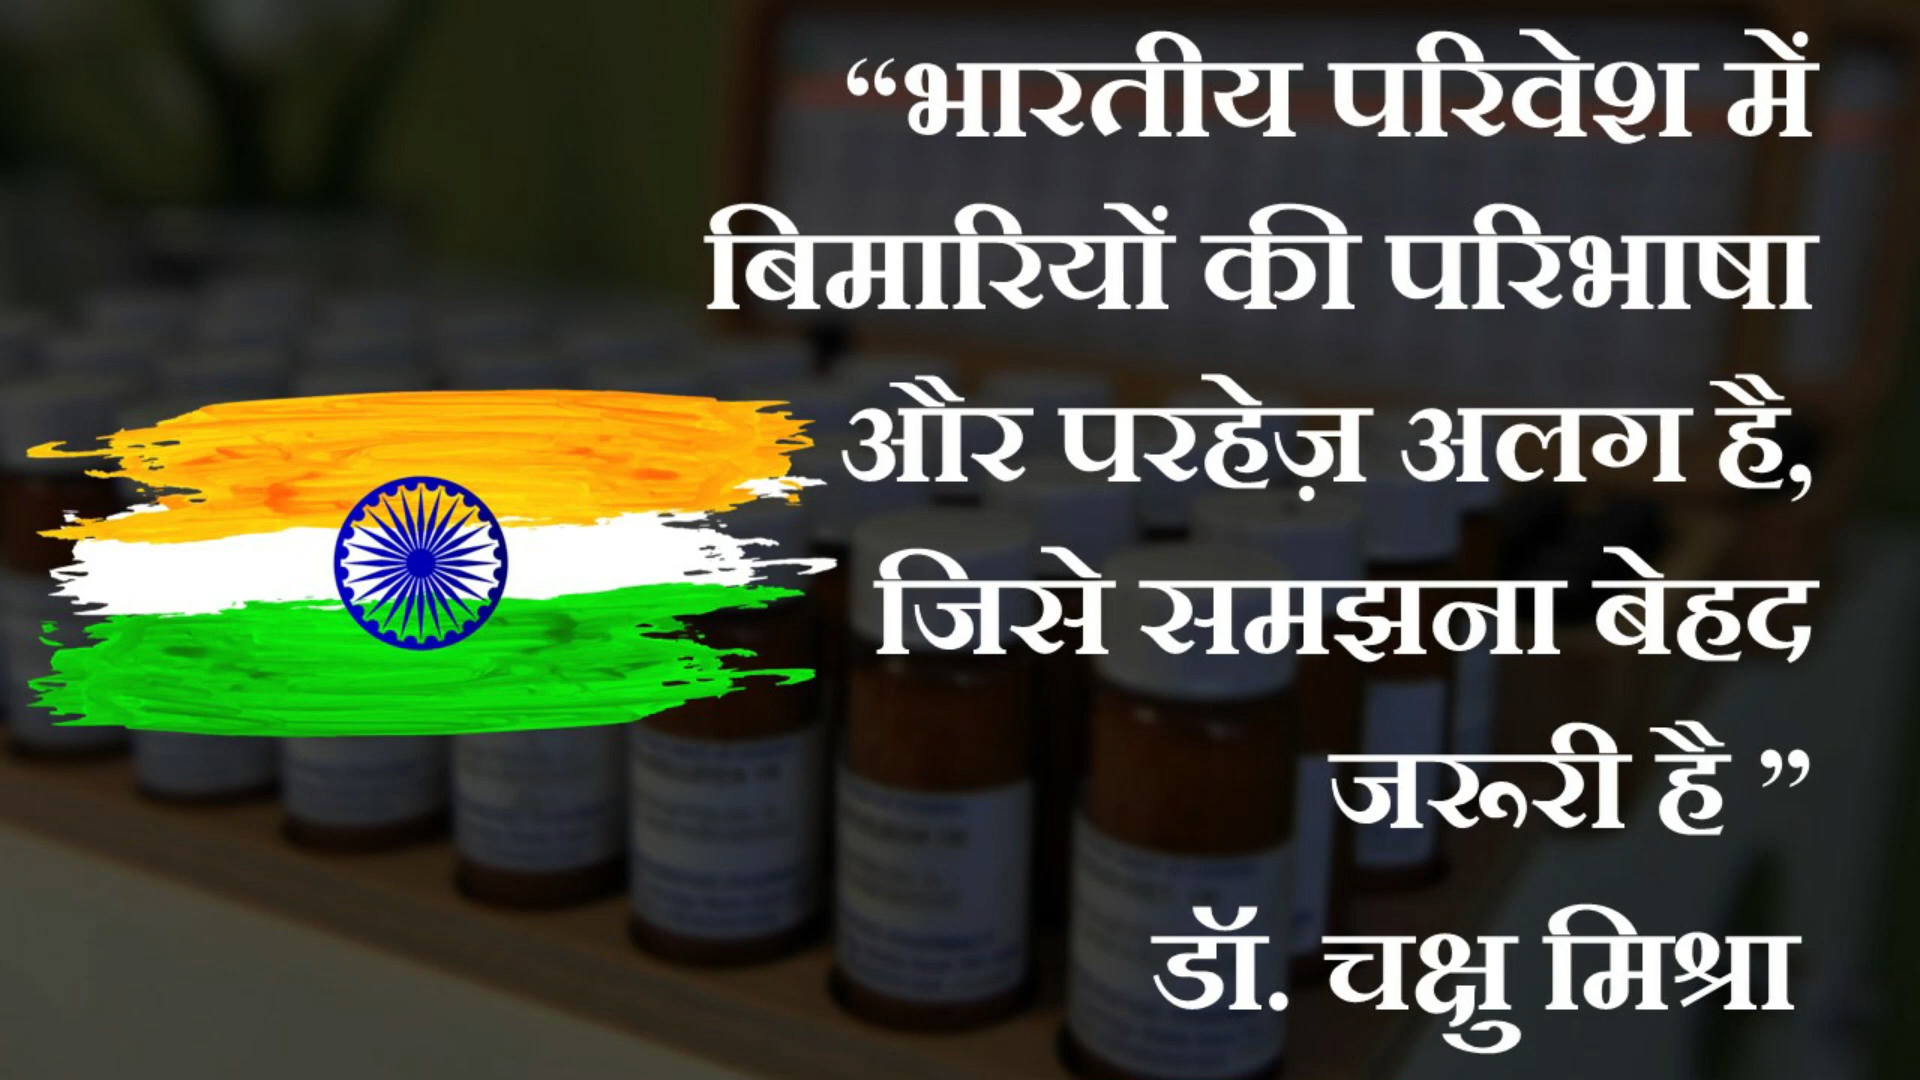 “भारतीय परिवेश में
बिमारियों की परिभाषा
और परहेज़ अलग है,
जिसे समझना बेहद
जरूरी है ”
डॉ. चक्षु मिश्रा